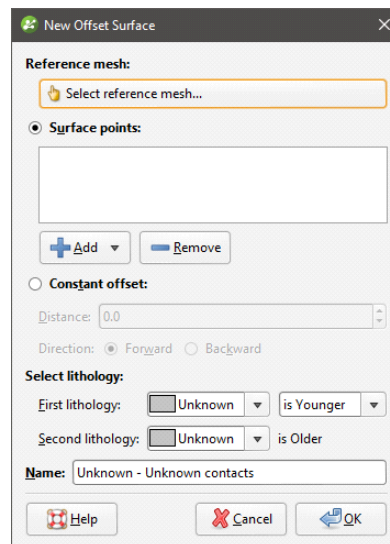 New Offset Surface
Reference mesh:
Select reference mesh...
Surface points:
Add
Remove
Constant offset:
Distance: 0.0
Direction: Forward Backward
Select lithology:
First lithology: Unknown is Younger
Second lithology: Unknown is Older
Name: Unknown - Unknown contacts
Help Cancel OK